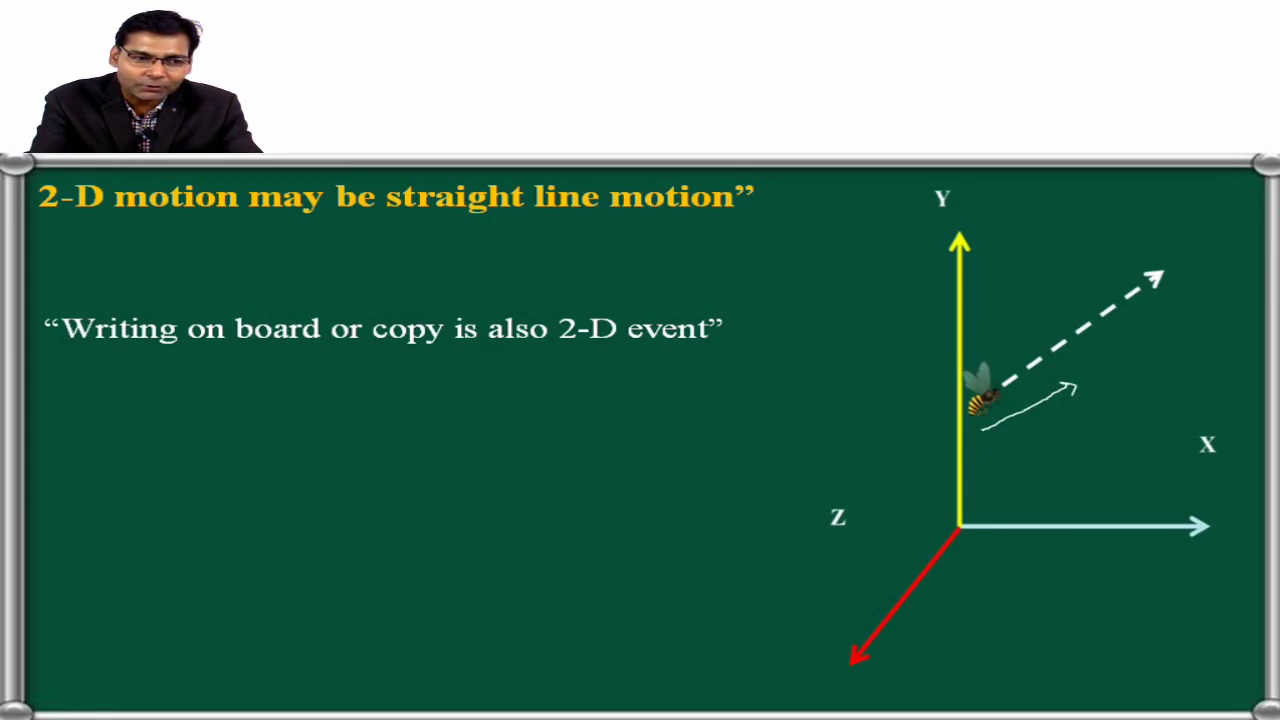 2-D motion may be straight line motion”
Y
“Writing on board or copy is also 2-D event”
X
Z